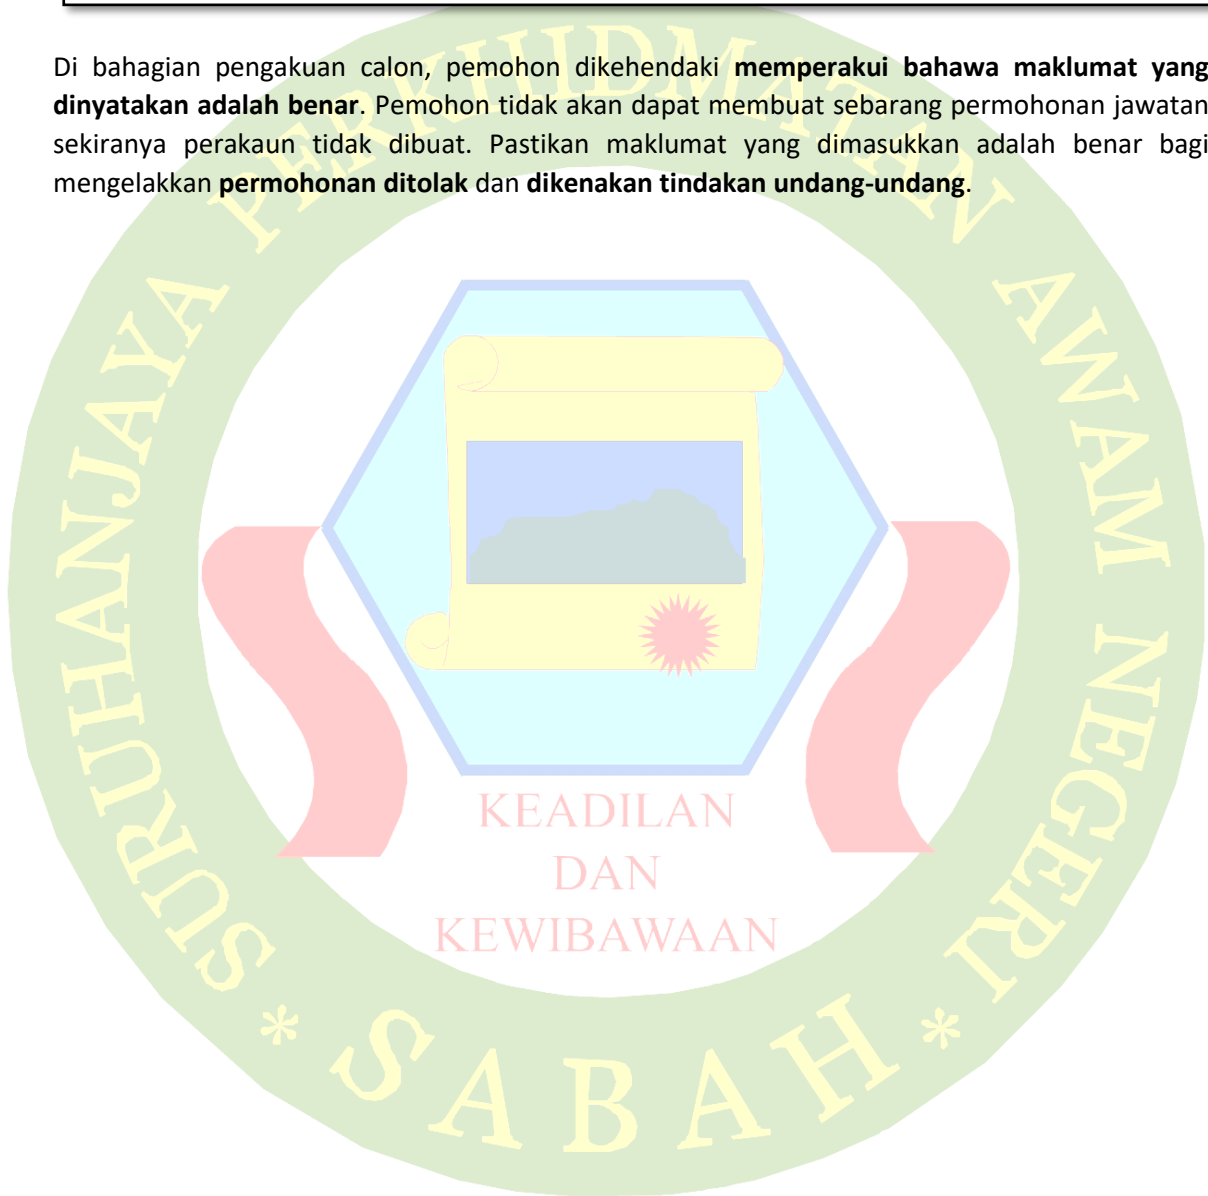 Di bahagian pengakuan calon, pemohon dikehendaki memperakui bahawa maklumat yang
dinyatakan adalah benar. Pemohon tidak akan dapat membuat sebarang permohonan jawatan
sekiranya perakaun tidak dibuat. Pastikan maklumat yang dimasukkan adalah benar bagi
mengelakkan permohonan ditolak dan dikenakan tindakan undang-undang.
SURUHANJAYA PERKHIDMATAN AWAM NEGERI
KEADILAN
DAN
KEWIBAWAAN
* SABAH *